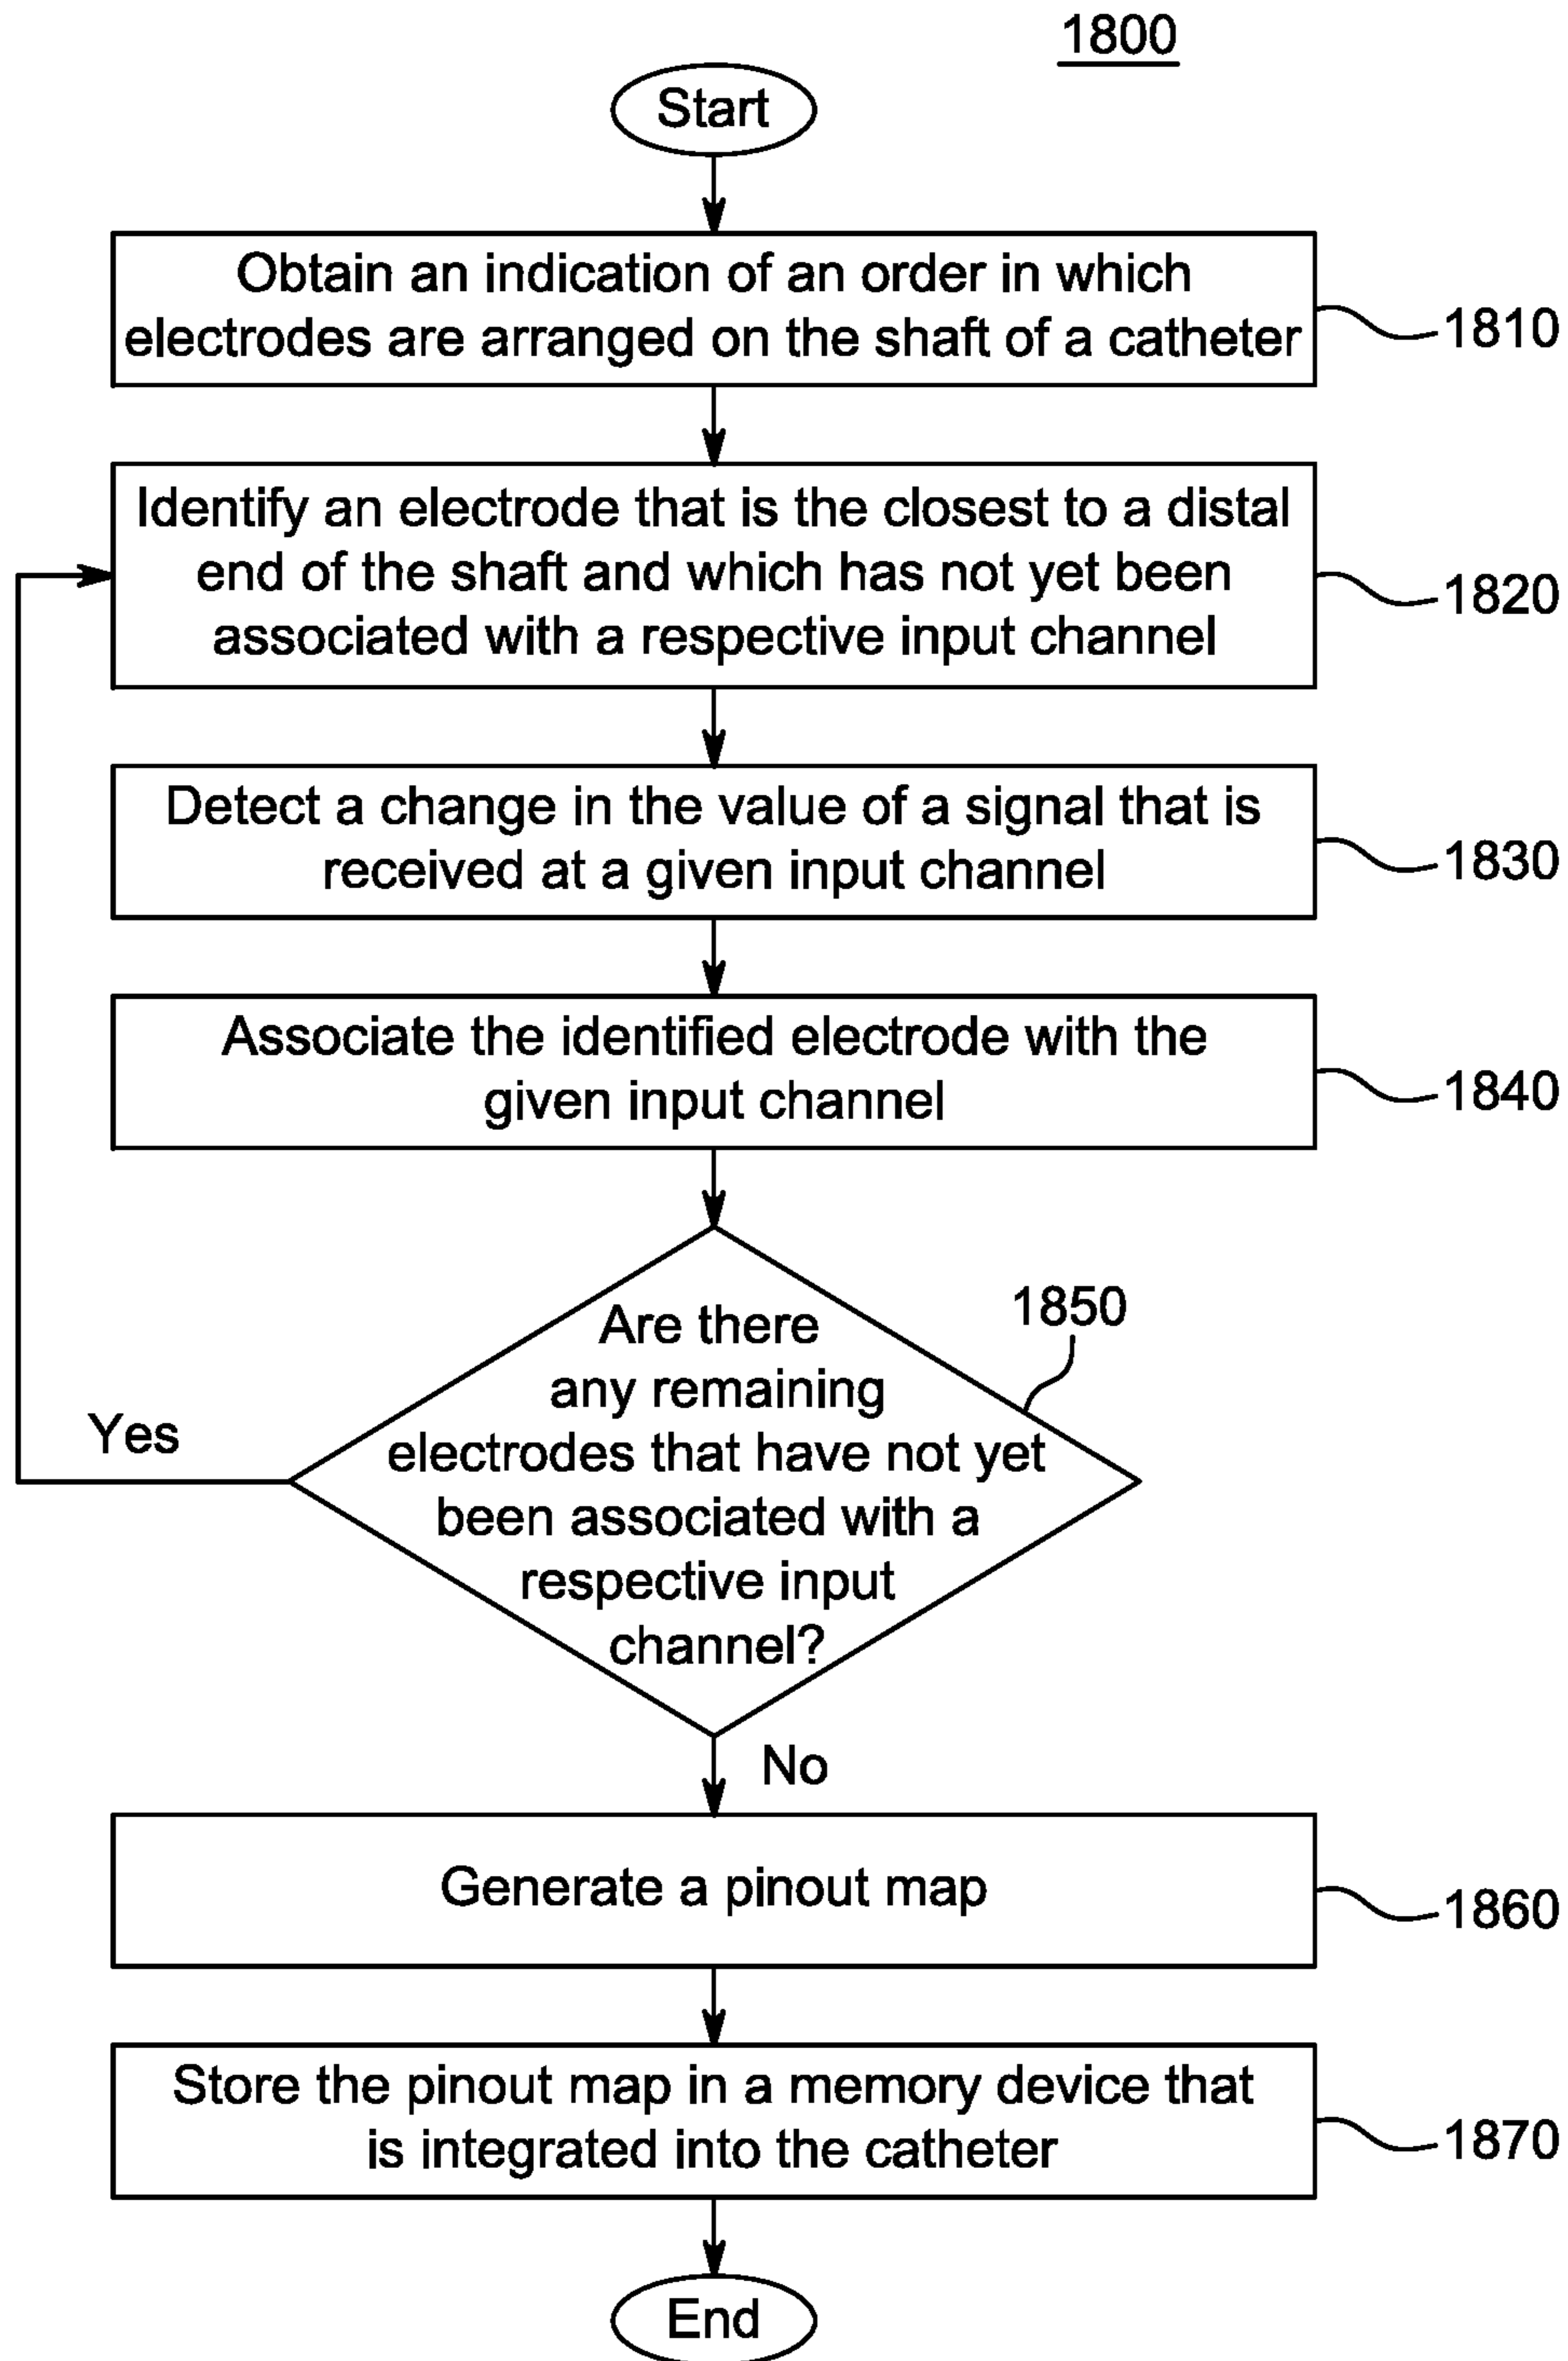 1800
Start
Obtain an indication of an order in which
electrodes are arranged on the shaft of a catheter
1810
Identify an electrode that is the closest to a distal
end of the shaft and which has not yet been
associated with a respective input channel
1820
Detect a change in the value of a signal that is
received at a given input channel
1830
Associate the identified electrode with the
given input channel
1840
Are there
any remaining
electrodes that have not yet
been associated with a
respective input
channel?
1850
Yes
No
Generate a pinout map
1860
Store the pinout map in a memory device that
is integrated into the catheter
1870
End